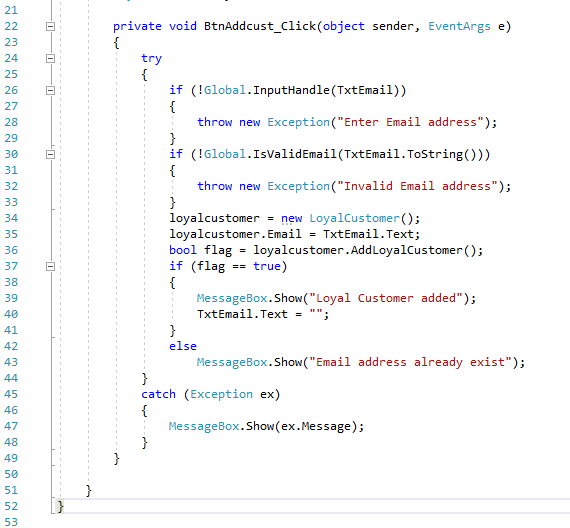 21
22 private void BtnAddcust_Click(object sender, EventArgs e)
23 {
24 try
25 {
26 if (!Global.InputHandle(TxtEmail))
27 {
28 throw new Exception("Enter Email address");
29 }
30 if (!Global.IsValidEmail(TxtEmail.ToString()))
31 {
32 throw new Exception("Invalid Email address");
33 }
34 loyalcustomer = new LoyalCustomer();
35 loyalcustomer.Email = TxtEmail.Text;
36 bool flag = loyalcustomer.AddLoyalCustomer();
37 if (flag == true)
38 {
39 MessageBox.Show("Loyal Customer added");
40 TxtEmail.Text = "";
41 }
42 else
43 MessageBox.Show("Email address already exist");
44 }
45 catch (Exception ex)
46 {
47 MessageBox.Show(ex.Message);
48 }
49 }
50
51 }
52 }
53